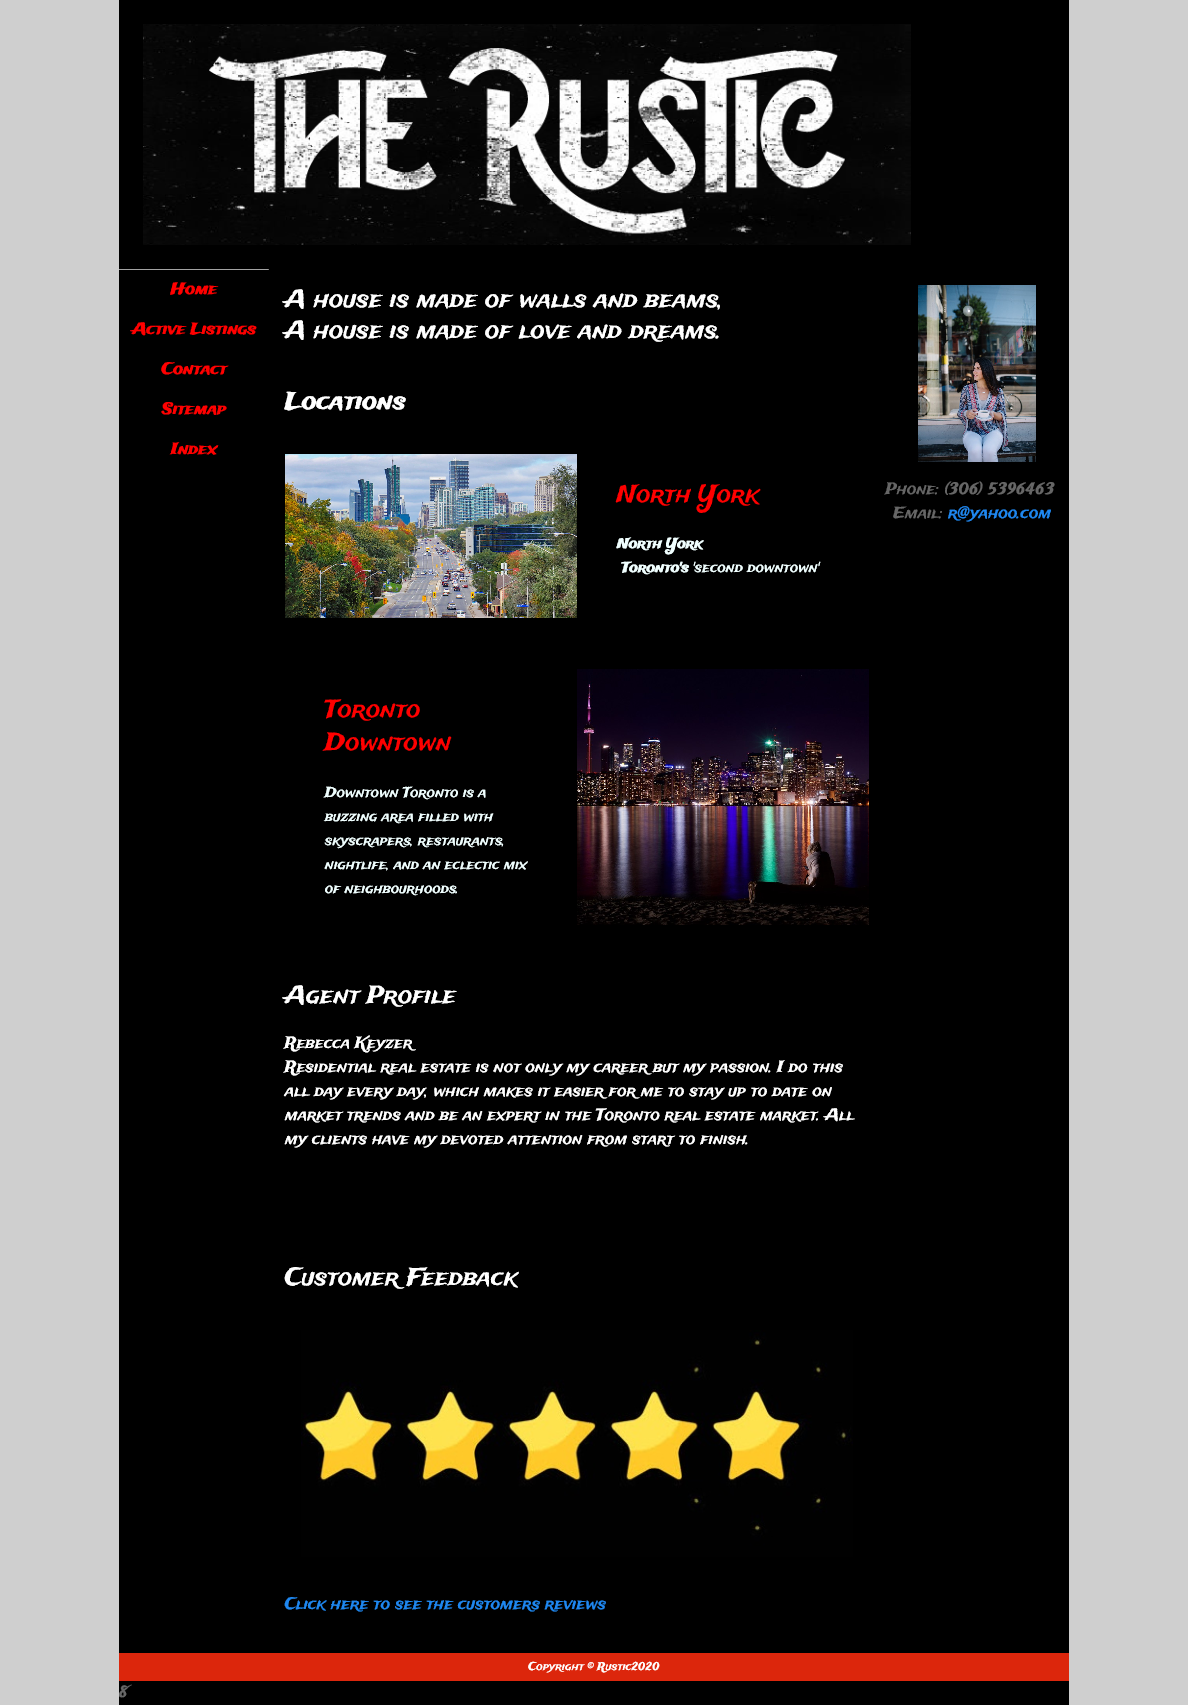 The Rustic
Home
Active Listings
Contact
Sitemap
Index
A house is made of walls and beams,
A house is made of love and dreams.
Locations
North York
North York
Toronto's 'second downtown'
Toronto
Downtown
Downtown Toronto is a
buzzing area filled with
skyscrapers, restaurants,
nightlife, and an eclectic mix
of neighbourhoods.
Agent Profile
Rebecca Keyzer
Residential real estate is not only my career but my passion. I do this
all day every day, which makes it easier for me to stay up to date on
market trends and be an expert in the Toronto real estate market. All
my clients have my devoted attention from start to finish.
Customer Feedback
Click here to see the customers reviews
Phone: (306) 5396463
Email: r@yahoo.com
Copyright © Rustic2020
8